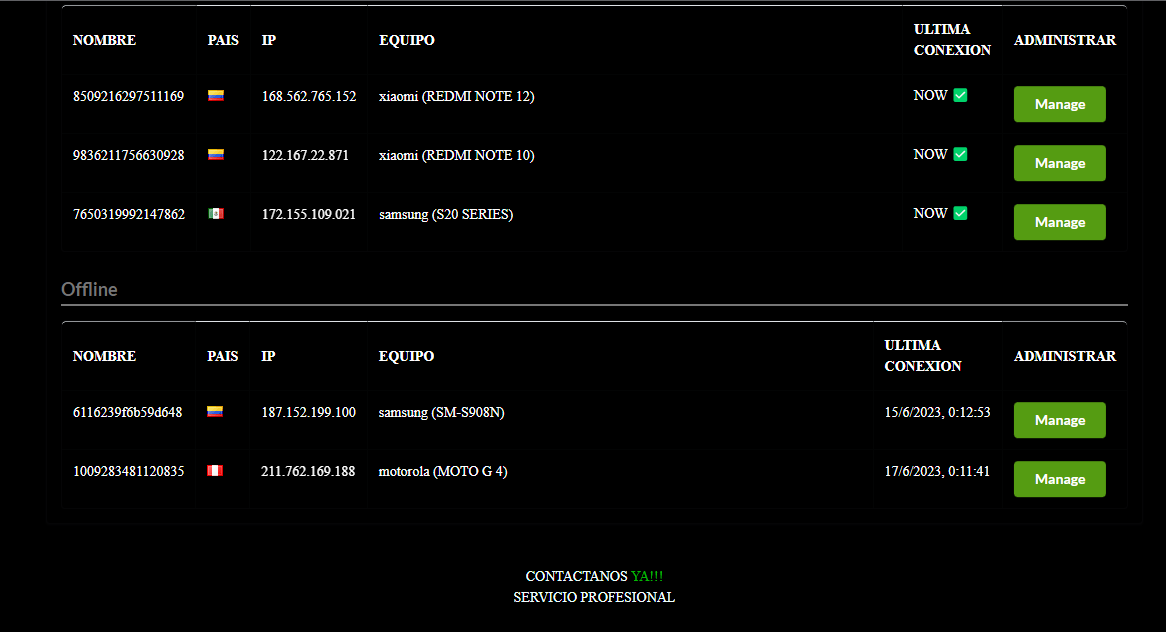 NOMBRE PAIS IP EQUIPO ULTIMA CONEXION ADMINISTRAR
8509216297511169 168.562.765.152 xiaomi (REDMI NOTE 12) NOW Manage
9836211756630928 122.167.22.871 xiaomi (REDMI NOTE 10) NOW Manage
7650319992147862 172.155.109.021 samsung (S20 SERIES) NOW Manage
Offline
NOMBRE PAIS IP EQUIPO ULTIMA CONEXION ADMINISTRAR
6116239f6b59d648 187.152.199.100 samsung (SM-S908N) 15/6/2023, 0:12:53 Manage
1009283481120835 211.762.169.188 motorola (MOTO G 4) 17/6/2023, 0:11:41 Manage
CONTACTANOS YA!!!
SERVICIO PROFESIONAL